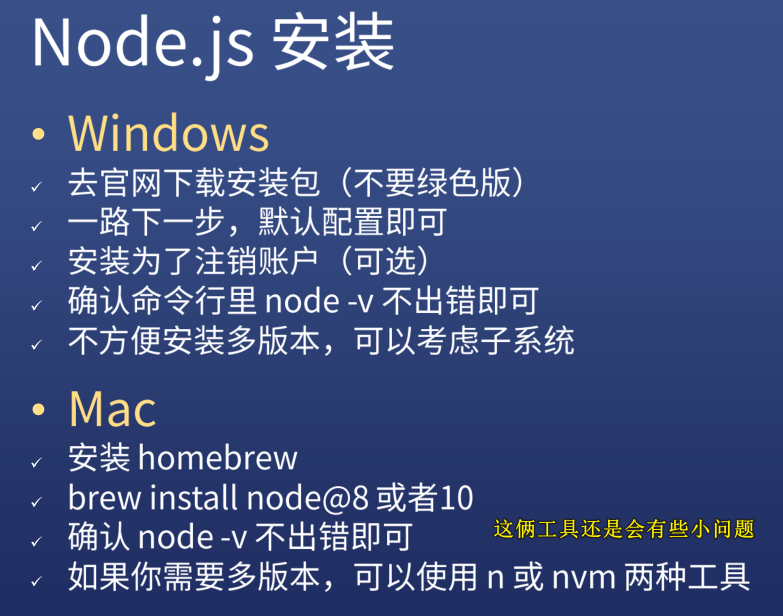 Node.js 安装
• Windows
✓ 去官网下载安装包（不要绿色版）
✓ 一路下一步，默认配置即可
✓ 安装为了注销账户（可选）
✓ 确认命令行里 node -v 不出错即可
✓ 不方便安装多版本，可以考虑子系统
• Mac
✓ 安装 homebrew
✓ brew install node@8 或者10
✓ 确认 node -v 不出错即可
这俩工具还是会有些小问题
✓ 如果你需要多版本，可以使用 n 或 nvm 两种工具